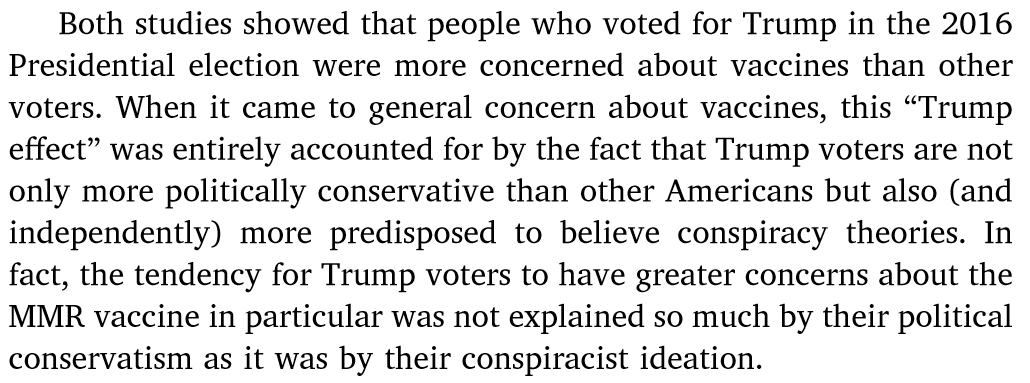 Both studies showed that people who voted for Trump in the 2016
Presidential election were more concerned about vaccines than other
voters. When it came to general concern about vaccines, this “Trump
effect” was entirely accounted for by the fact that Trump voters are not
only more politically conservative than other Americans but also (and
independently) more predisposed to believe conspiracy theories. In
fact, the tendency for Trump voters to have greater concerns about the
MMR vaccine in particular was not explained so much by their political
conservatism as it was by their conspiracist ideation.